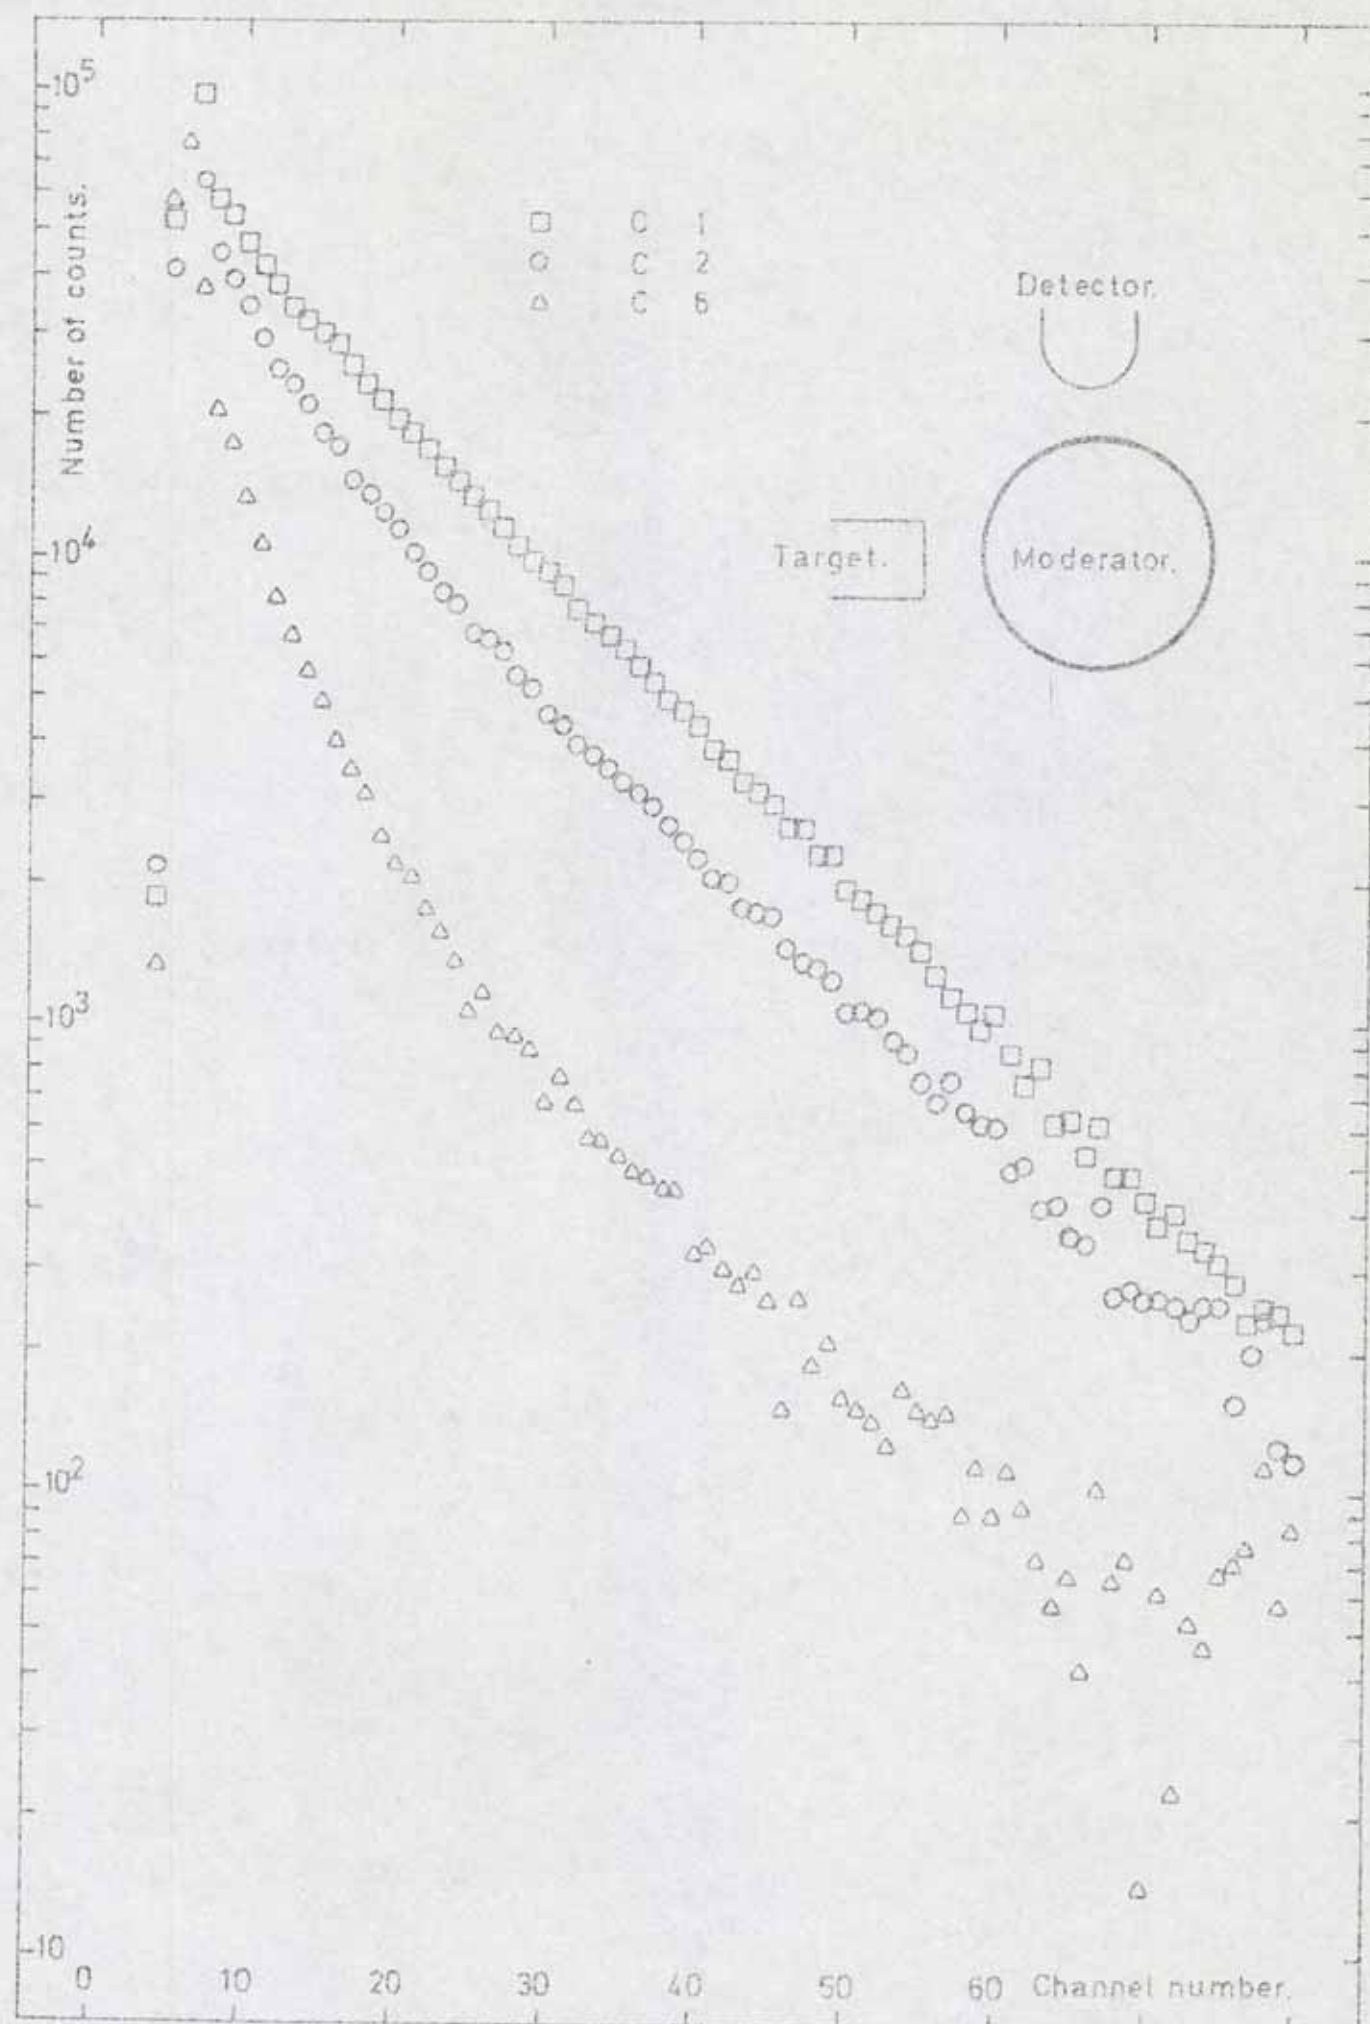 10⁵
Number of counts.
C 1
C 2
C 6
Detector.
Target.
Moderator.
10⁴
10³
10²
10
0 10 20 30 40 50 60 Channel number.